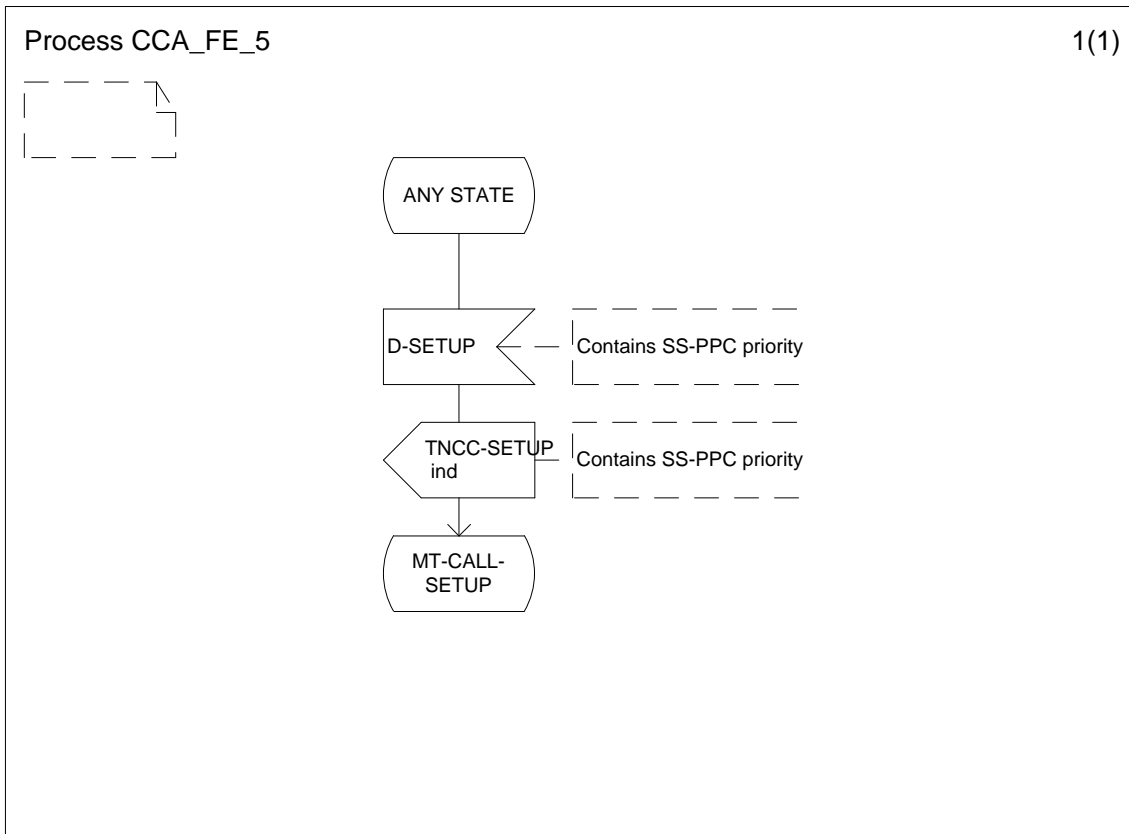 Process CCA_FE_5
1(1)
ANY STATE
D-SETUP
Contains SS-PPC priority
TNCC-SETUP
ind
Contains SS-PPC priority
MT-CALL-
SETUP